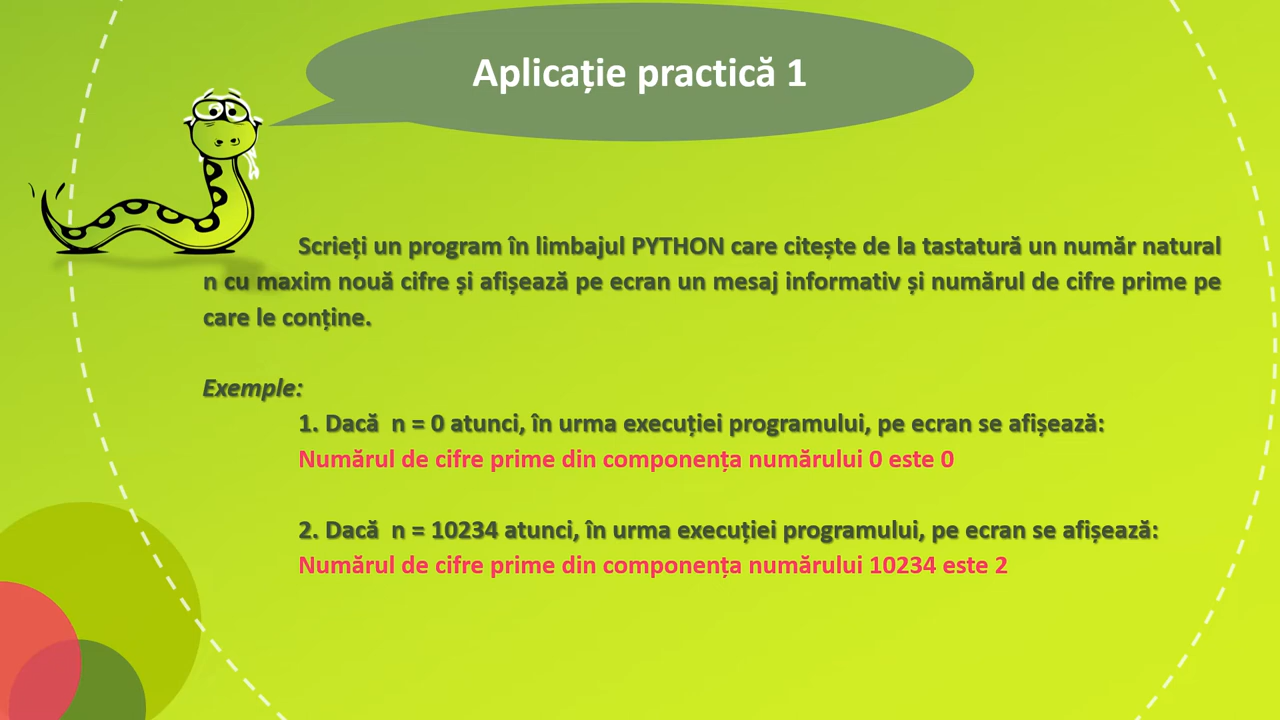 Aplicație practică 1
Scrieți un program în limbajul PYTHON care citește de la tastatură un număr natural
n cu maxim nouă cifre și afișează pe ecran un mesaj informativ și numărul de cifre prime pe
care le conține.
Exemple:
1. Dacă n = 0 atunci, în urma execuției programului, pe ecran se afișează:
Numărul de cifre prime din componența numărului 0 este 0
2. Dacă n = 10234 atunci, în urma execuției programului, pe ecran se afișează:
Numărul de cifre prime din componența numărului 10234 este 2